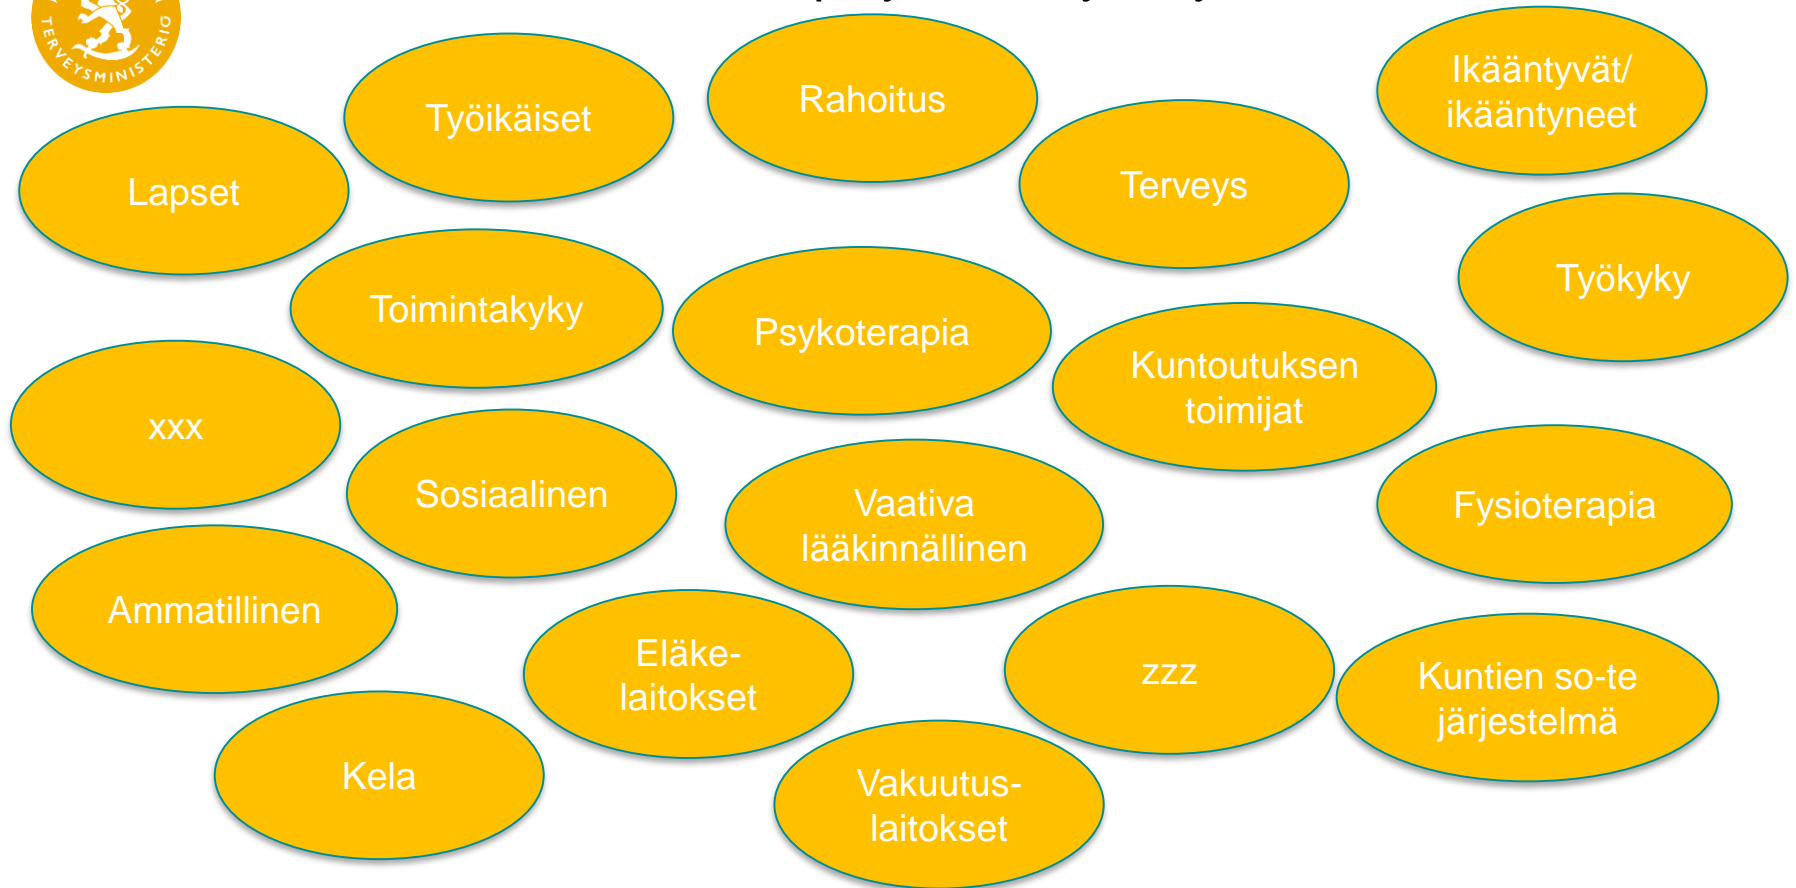 TERVEYSMINISTERIÖ
Työikäiset
Rahoitus
Ikääntyvät/
ikääntyneet
Lapset
Terveys
Työkyky
Toimintakyky
Psykoterapia
Kuntoutuksen
toimijat
xxx
Sosiaalinen
Vaativa
lääkinnällinen
Fysioterapia
Ammatillinen
Eläke-
laitokset
zzz
Kuntien so-te
järjestelmä
Kela
Vakuutus-
laitokset